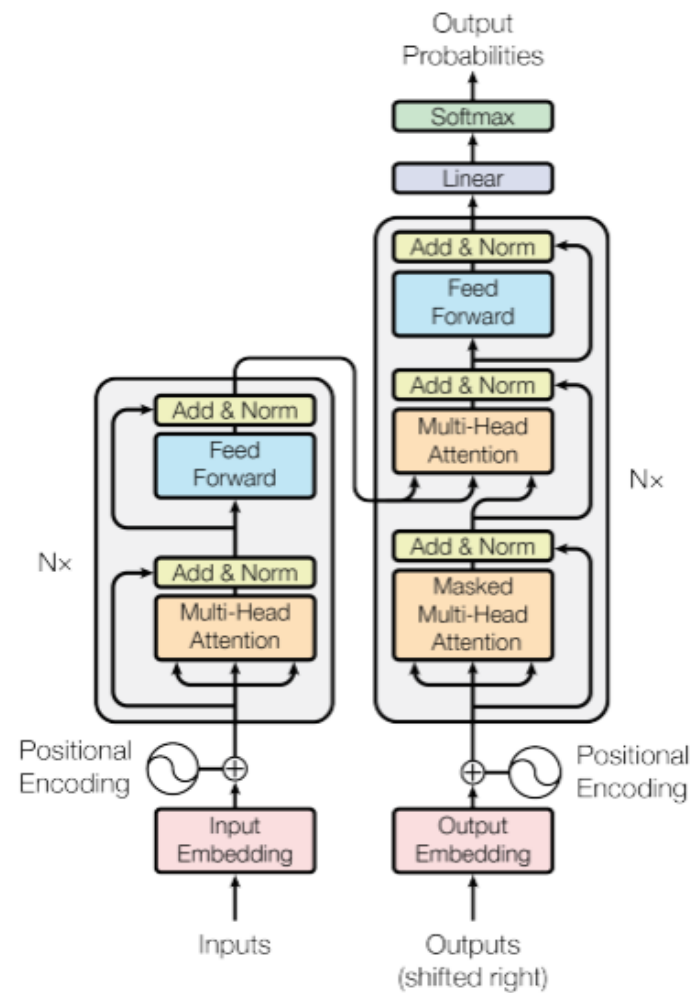 Output
Probabilities
Softmax
Linear
Add & Norm
Feed
Forward
Add & Norm
Multi-Head
Attention
Add & Norm
Masked
Multi-Head
Attention
N×
Add & Norm
Feed
Forward
Add & Norm
Multi-Head
Attention
N×
Positional
Encoding
Positional
Encoding
Input
Embedding
Output
Embedding
Inputs
Outputs
(shifted right)